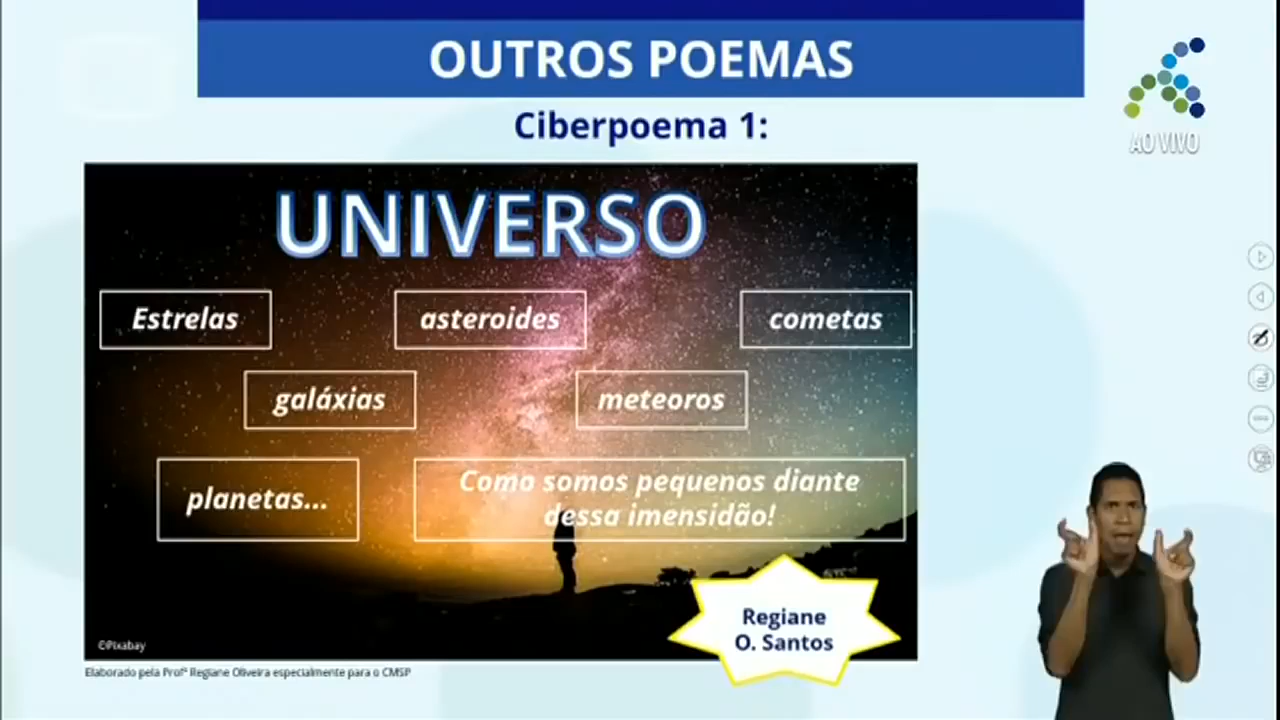 OUTROS POEMAS
AO VIVO
Ciberpoema 1:
UNIVERSO
Estrelas
asteroides
cometas
galáxias
meteoros
planetas...
Como somos pequenos diante
dessa imensidão!
Regiane
O. Santos
©Pixabay
Elaborado pela Profª Regiane Oliveira especialmente para o CMSP